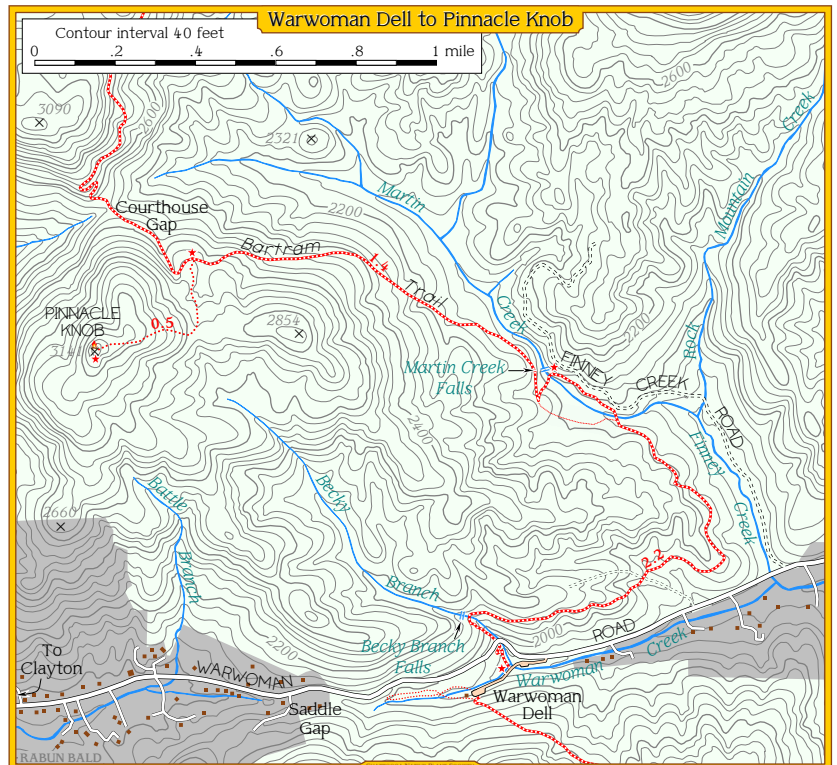 Warwoman Dell to Pinnacle Knob
Contour interval 40 feet
0 .2 .4 .6 .8 1 mile
2600
3090
2600
2321
Creek
Mountain
Martin
2200
Courthouse
Gap
Bartram
1.4
Trail
Creek
PINNACLE
KNOB
0.5
2854
3141
2200
Rock
Martin Creek
Falls
FINNEY
CREEK
ROAD
2400
Finney
Creek
Battle
Branch
Becky
Branch
2660
2.2
2000
ROAD
Creek
Becky Branch
Falls
2200
To
Clayton
WARWOMAN
Warwoman
Saddle
Gap
Warwoman
Dell
RABUN BALD